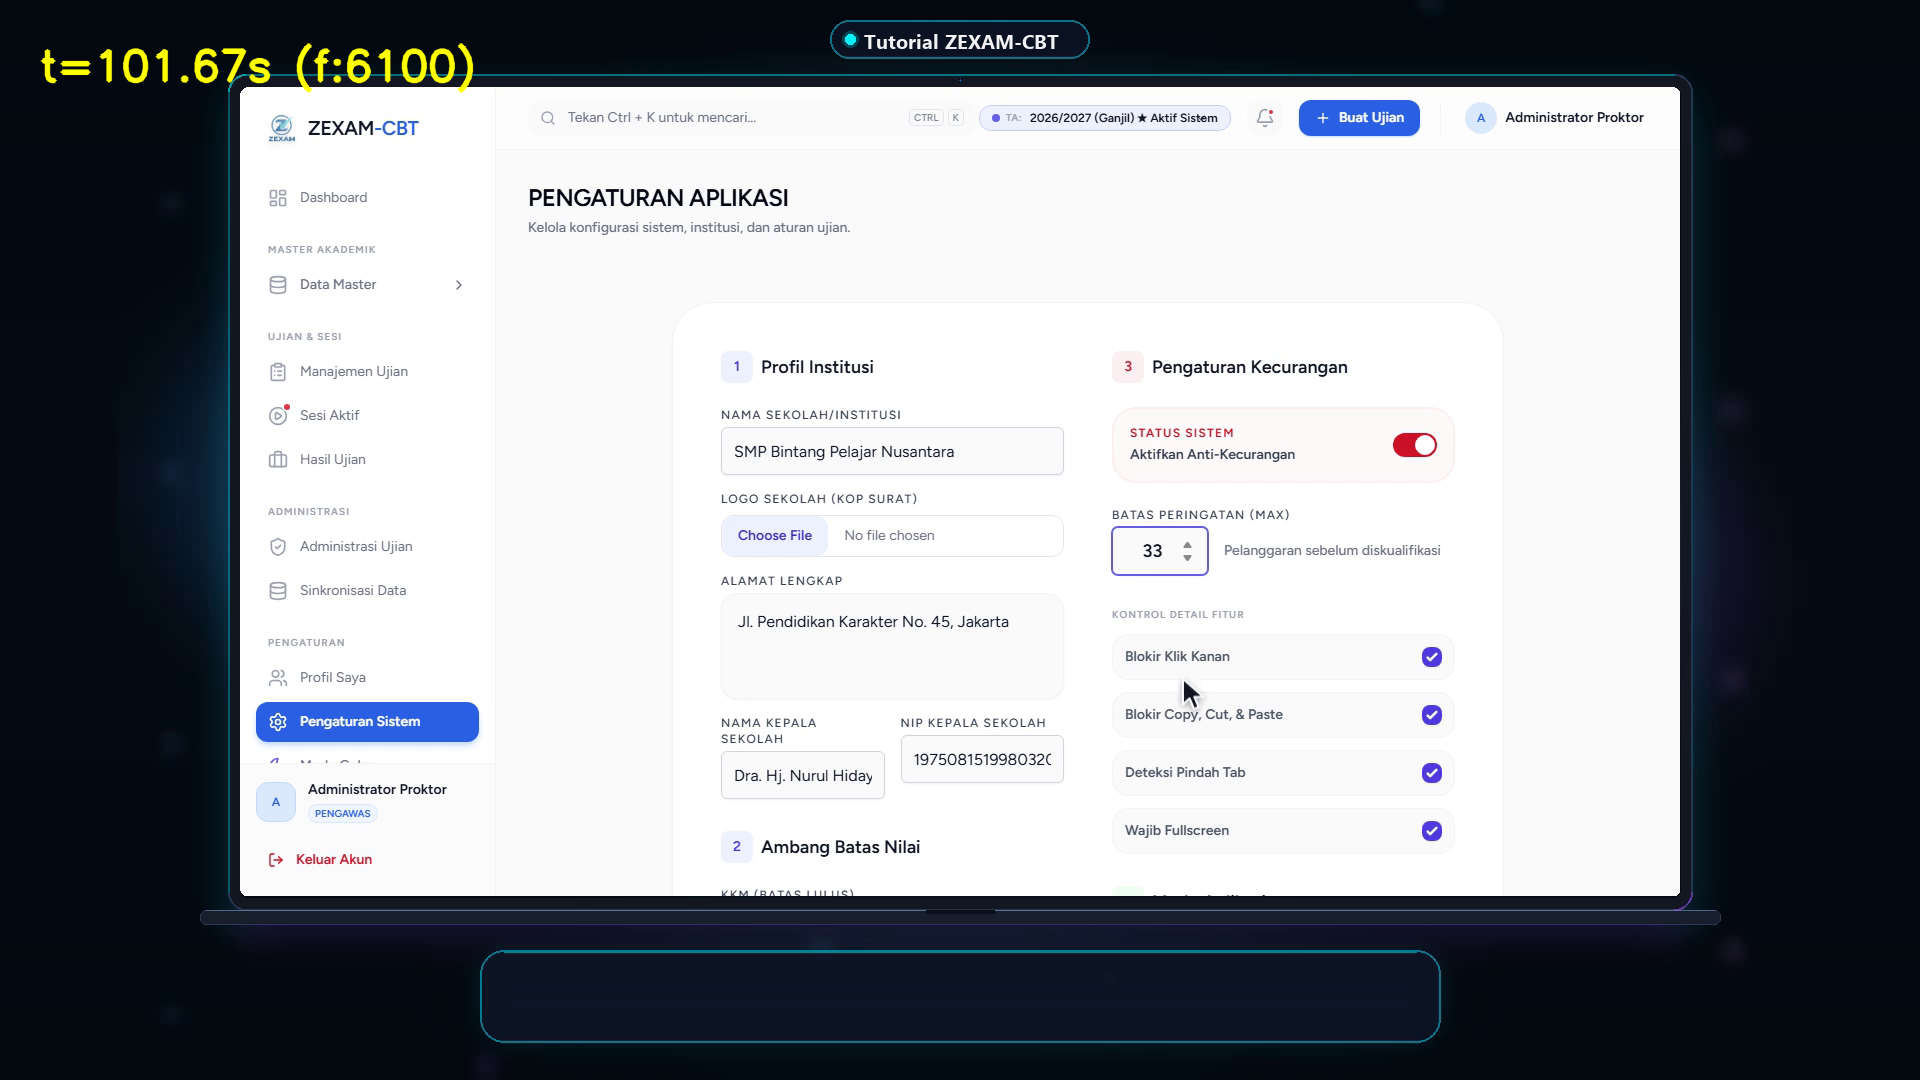 Tutorial ZEXAM-CBT
t=101.67s (f:6100)
ZEXAM
ZEXAM-CBT
Tekan Ctrl + K untuk mencari...
CTRL K
TA: 2026/2027 (Ganjil) ★ Aktif Sistem
+ Buat Ujian
A
Administrator Proktor
Dashboard
MASTER AKADEMIK
Data Master
UJIAN & SESI
Manajemen Ujian
Sesi Aktif
Hasil Ujian
ADMINISTRASI
Administrasi Ujian
Sinkronisasi Data
PENGATURAN
Profil Saya
Pengaturan Sistem
A
Administrator Proktor
PENGAWAS
Keluar Akun
PENGATURAN APLIKASI
Kelola konfigurasi sistem, institusi, dan aturan ujian.
1 Profil Institusi
NAMA SEKOLAH/INSTITUSI
SMP Bintang Pelajar Nusantara
LOGO SEKOLAH (KOP SURAT)
Choose File No file chosen
ALAMAT LENGKAP
Jl. Pendidikan Karakter No. 45, Jakarta
NAMA KEPALA
SEKOLAH
Dra. Hj. Nurul Hiday
NIP KEPALA SEKOLAH
1975081519980320
2 Ambang Batas Nilai
KKM (BATAS LULUS)
3 Pengaturan Kecurangan
STATUS SISTEM
Aktifkan Anti-Kecurangan
BATAS PERINGATAN (MAX)
33
Pelanggaran sebelum diskualifikasi
KONTROL DETAIL FITUR
Blokir Klik Kanan
Blokir Copy, Cut, & Paste
Deteksi Pindah Tab
Wajib Fullscreen